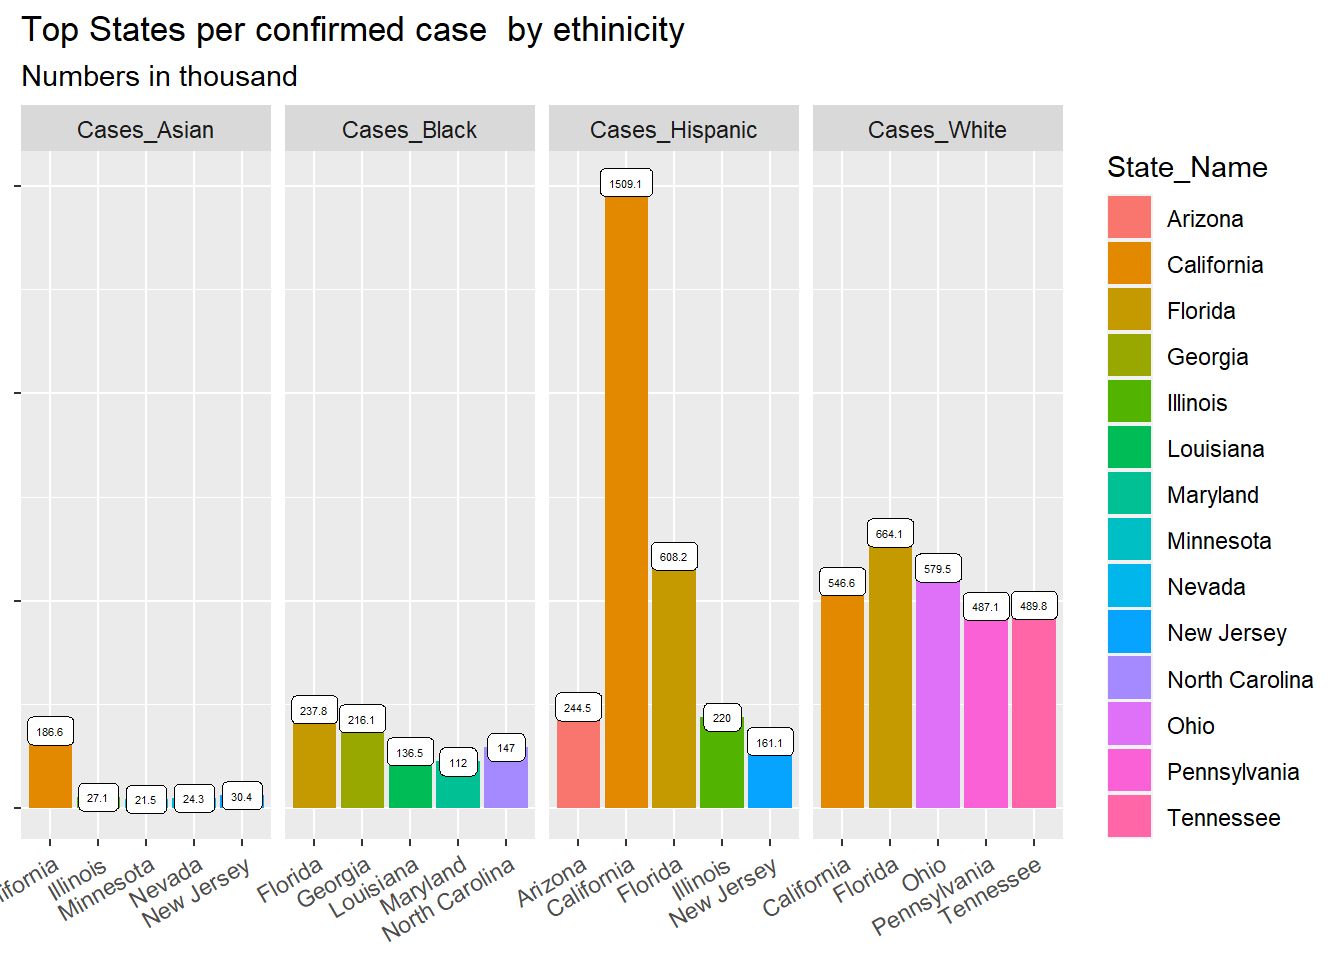 Top States per confirmed case  by ethinicity
Numbers in thousand
Cases_Asian
Cases_Black
Cases_Hispanic
Cases_White
186.6
27.1
21.5
24.3
30.4
237.8
216.1
136.5
112
147
244.5
1509.1
608.2
220
161.1
546.6
664.1
579.5
487.1
489.8
ifornia
Illinois
Minnesota
Nevada
New Jersey
Florida
Georgia
Louisiana
Maryland
North Carolina
Arizona
California
Florida
Illinois
New Jersey
California
Florida
Ohio
Pennsylvania
Tennessee
State_Name
Arizona
California
Florida
Georgia
Illinois
Louisiana
Maryland
Minnesota
Nevada
New Jersey
North Carolina
Ohio
Pennsylvania
Tennessee